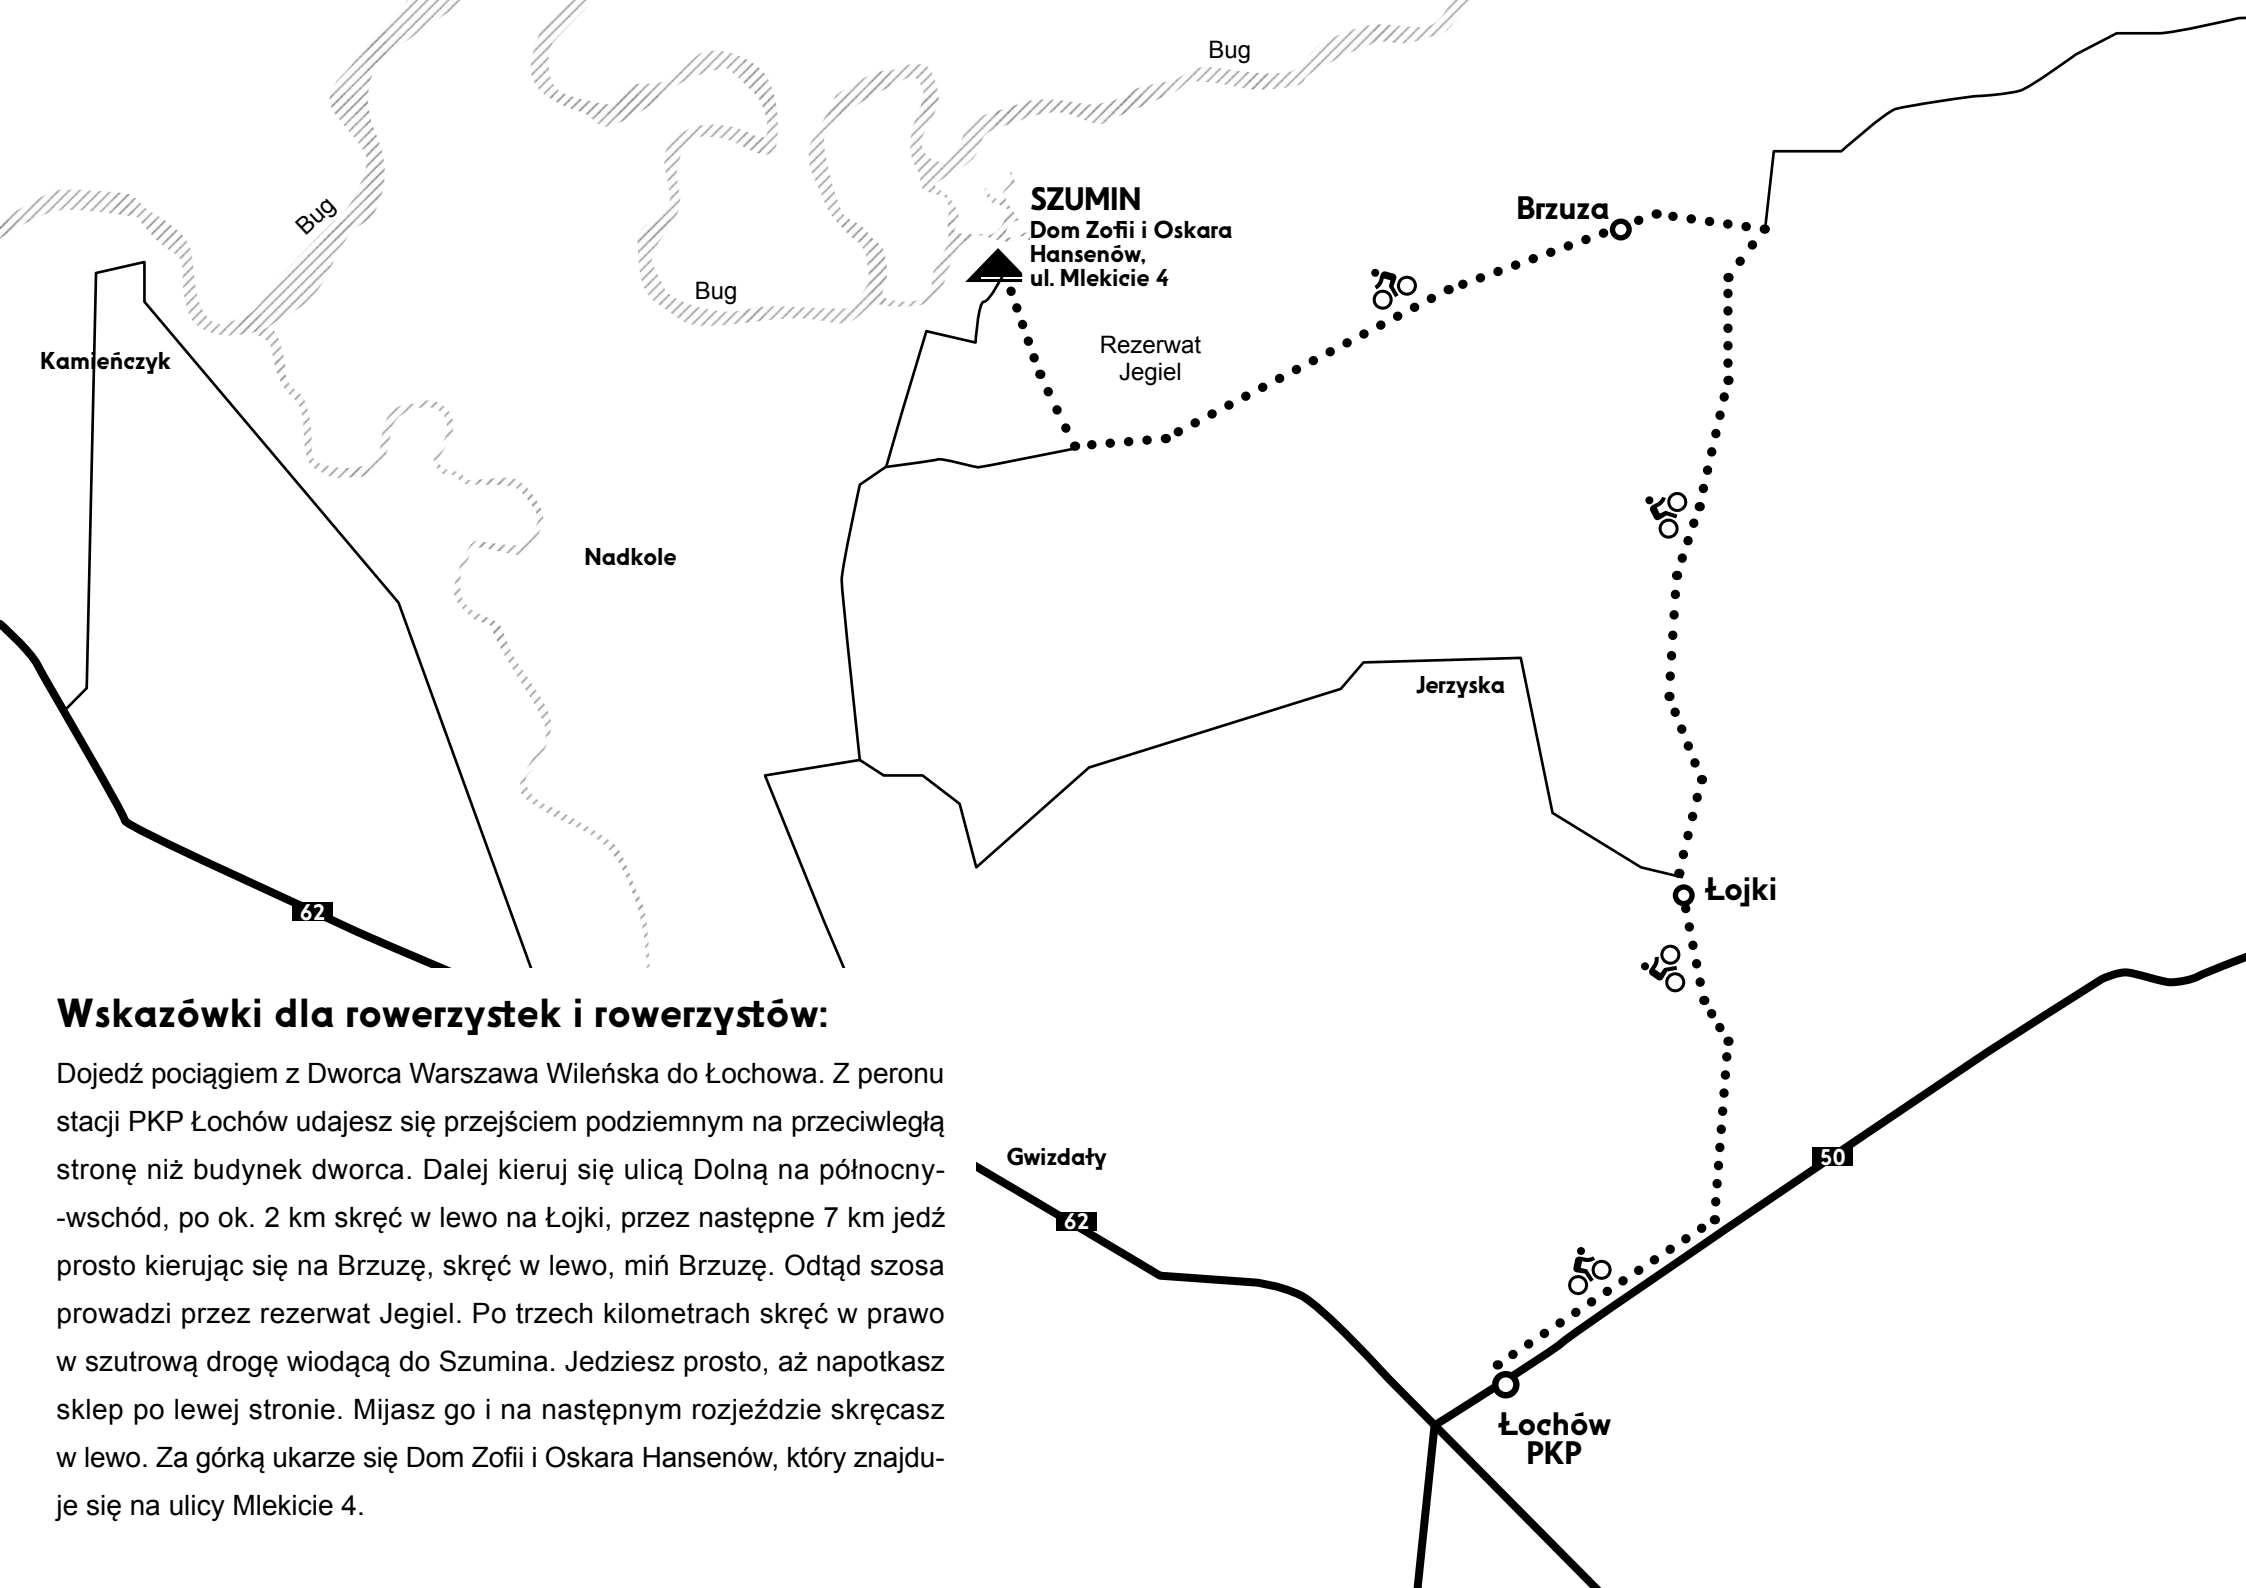 Bug
Bug
SZUMIN
Dom Zofii i Oskara
Hansenów,
ul. Mlekicie 4
Brzuza
Bug
Rezerwat
Jegiel
Kamieńczyk
Nadkole
Jerzyska
Łojki
62
Wskazówki dla rowerzystek i rowerzystów:
Dojedź pociągiem z Dworca Warszawa Wileńska do Łochowa. Z peronu
stacji PKP Łochów udajesz się przejściem podziemnym na przeciwległą
stronę niż budynek dworca. Dalej kieruj się ulicą Dolną na północny-
-wschód, po ok. 2 km skręć w lewo na Łojki, przez następne 7 km jedź
prosto kierując się na Brzuzę, skręć w lewo, miń Brzuzę. Odtąd szosa
prowadzi przez rezerwat Jegiel. Po trzech kilometrach skręć w prawo
w szutrową drogę wiodącą do Szumina. Jedziesz prosto, aż napotkasz
sklep po lewej stronie. Mijasz go i na następnym rozjeździe skręcasz
w lewo. Za górką ukarze się Dom Zofii i Oskara Hansenów, który znajdu-
je się na ulicy Mlekicie 4.
Gwizdały
50
62
Łochów
PKP